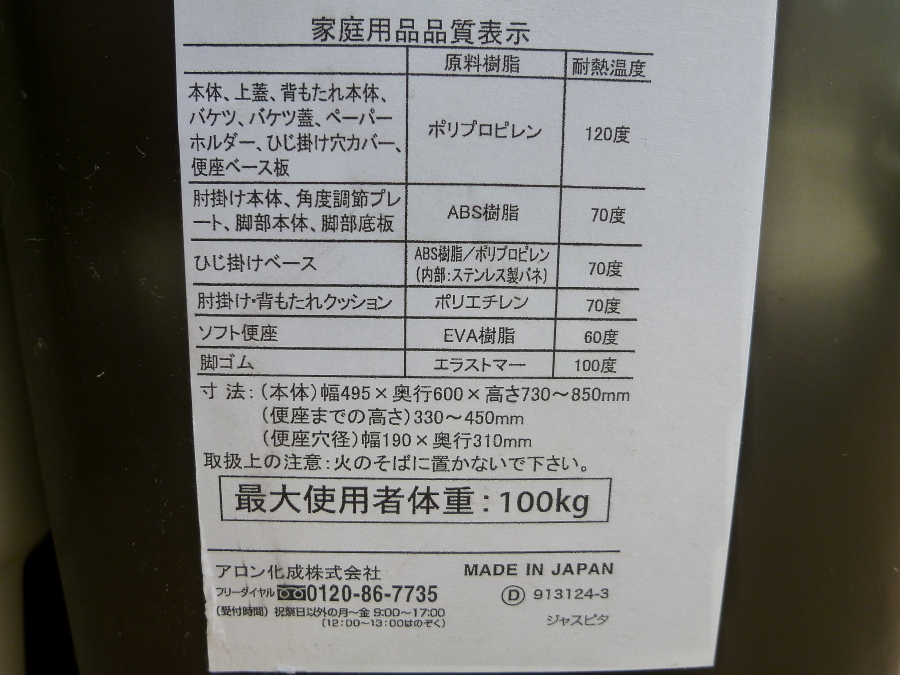 家庭用品品質表示
原料樹脂 耐熱温度
本体、上蓋、背もたれ本体、
バケツ、バケツ蓋、ペーパー
ホルダー、ひじ掛け穴カバー、
便座ベース板
ポリプロピレン 120度
肘掛け本体、角度調節プレ
ート、脚部本体、脚部底板
ABS樹脂 70度
ひじ掛けベース
ABS樹脂/ポリプロピレン
(内部:ステンレス製バネ)
70度
肘掛け・背もたれクッション ポリエチレン 70度
ソフト便座 EVA樹脂 60度
脚ゴム エラストマー 100度
寸 法:(本体)幅495×奥行600×高さ730〜850mm
(便座までの高さ)330〜450mm
(便座穴径)幅190×奥行310mm
取扱上の注意:火のそばに置かないで下さい。
最大使用者体重:100kg
アロン化成株式会社
フリーダイヤル 0120-86-7735
(受付時間) 祝祭日以外の月〜金 9:00〜17:00
(12:00〜13:00はのぞく)
MADE IN JAPAN
Ⓓ 913124-3
ジャスピタ